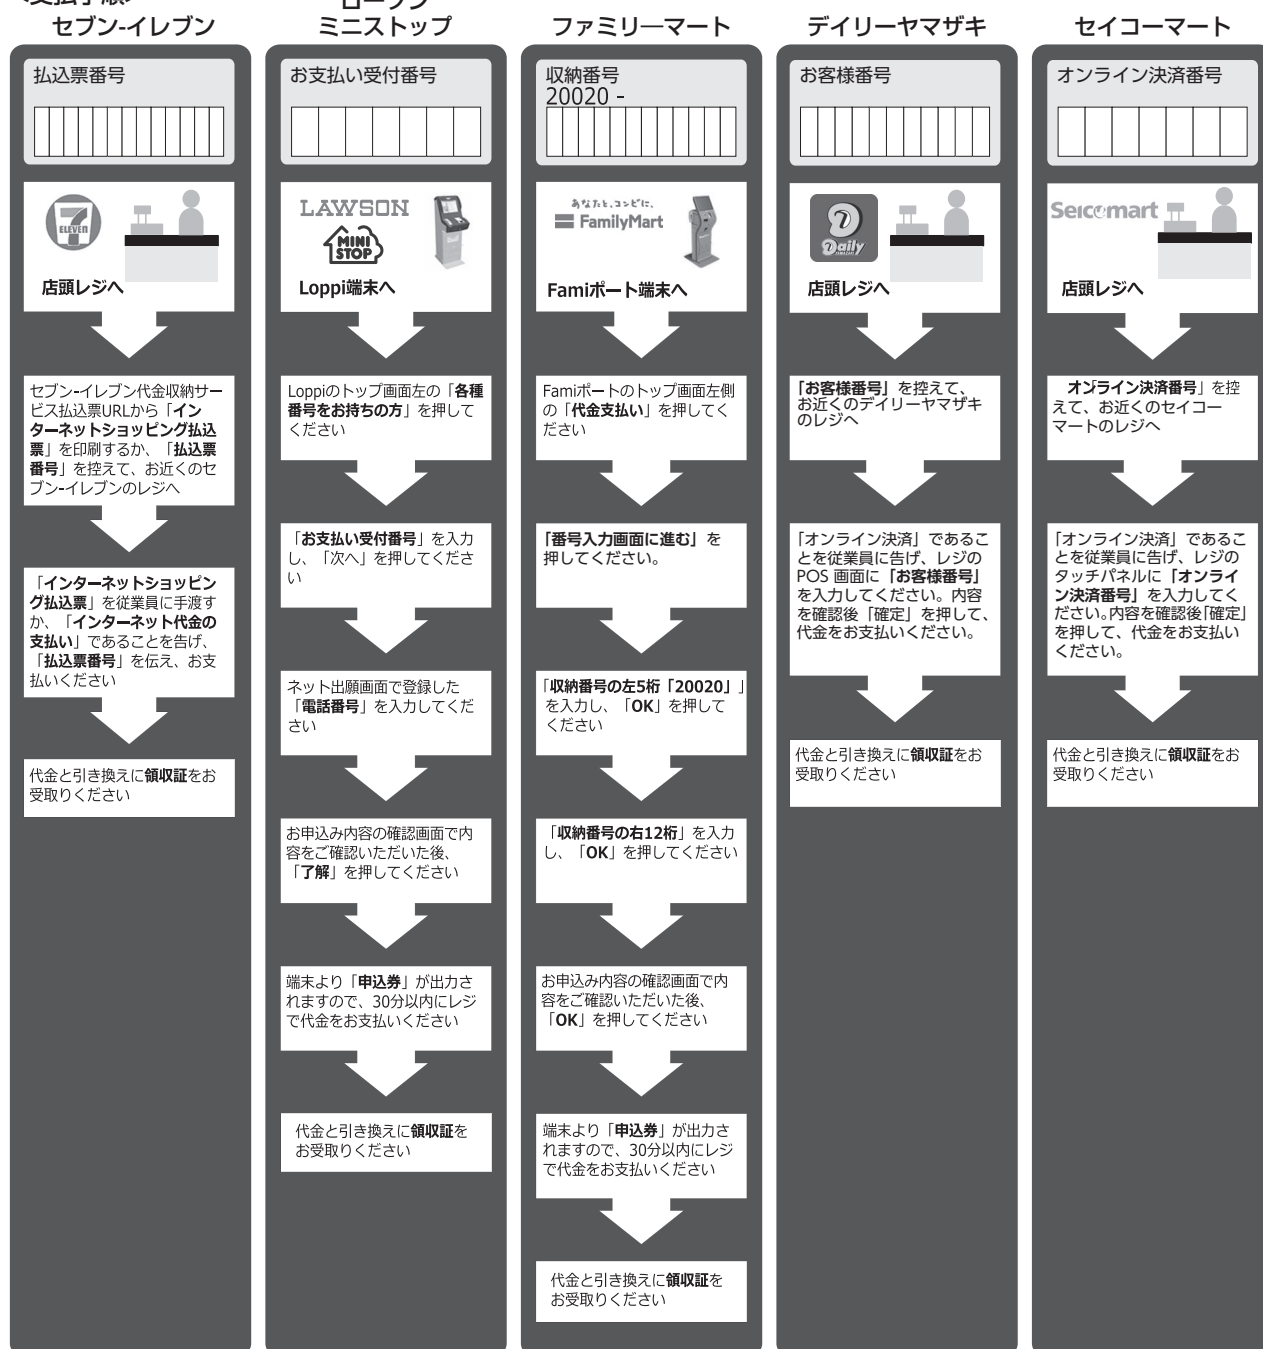 セブン-イレブン
払込票番号
ELEVEN
店頭レジへ
セブン-イレブン代金収納サー
ビス払込票URLから「イン
ターネットショッピング払込
票」を印刷するか、「払込票
番号」を控えて、お近くのセ
ブン-イレブンのレジへ
「インターネットショッピン
グ払込票」を従業員に手渡す
か、「インターネット代金の
支払い」であることを告げ、
「払込票番号」を伝え、お支
払いください
代金と引き換えに領収証をお
受取りください
ミニストップ
お支払い受付番号
LAWSON
MINI
STOP
Loppi端末へ
Loppiのトップ画面左の「各種
番号をお持ちの方」を押して
ください
「お支払い受付番号」を入力
し、「次へ」を押してくださ
い
ネット出願画面で登録した
「電話番号」を入力してくだ
さい
お申込み内容の確認画面で内
容をご確認いただいた後、
「了解」を押してください
端末より「申込券」が出力さ
れますので、30分以内にレジ
で代金をお支払いください
代金と引き換えに領収証を
お受取りください
ファミリ―マート
収納番号
20020 -
あなたと、コンビに、
FamilyMart
Famiポート端末へ
Famiポートのトップ画面左側
の「代金支払い」を押してく
ださい
「番号入力画面に進む」を
押してください。
「収納番号の左5桁「20020」」
を入力し、「OK」を押して
ください
「収納番号の右12桁」を入力
し、「OK」を押してください
お申込み内容の確認画面で内
容をご確認いただいた後、
「OK」を押してください
端末より「申込券」が出力さ
れますので、30分以内にレジ
で代金をお支払いください
代金と引き換えに領収証を
お受取りください
デイリーヤマザキ
お客様番号
Daily
店頭レジへ
「お客様番号」を控えて、
お近くのデイリーヤマザキ
のレジへ
「オンライン決済」であるこ
とを従業員に告げ、レジの
POS 画面に「お客様番号」
を入力してください。内容
を確認後「確定」を押して、
代金をお支払いください。
代金と引き換えに領収証をお
受取りください
セイコーマート
オンライン決済番号
Seicomart
店頭レジへ
オンライン決済番号」を控
えて、お近くのセイコー
マートのレジへ
「オンライン決済」であるこ
とを従業員に告げ、レジの
タッチパネルに「オンライ
ン決済番号」を入力してく
ださい。内容を確認後「確定」
を押して、代金をお支払い
ください。
代金と引き換えに領収証をお
受取りください